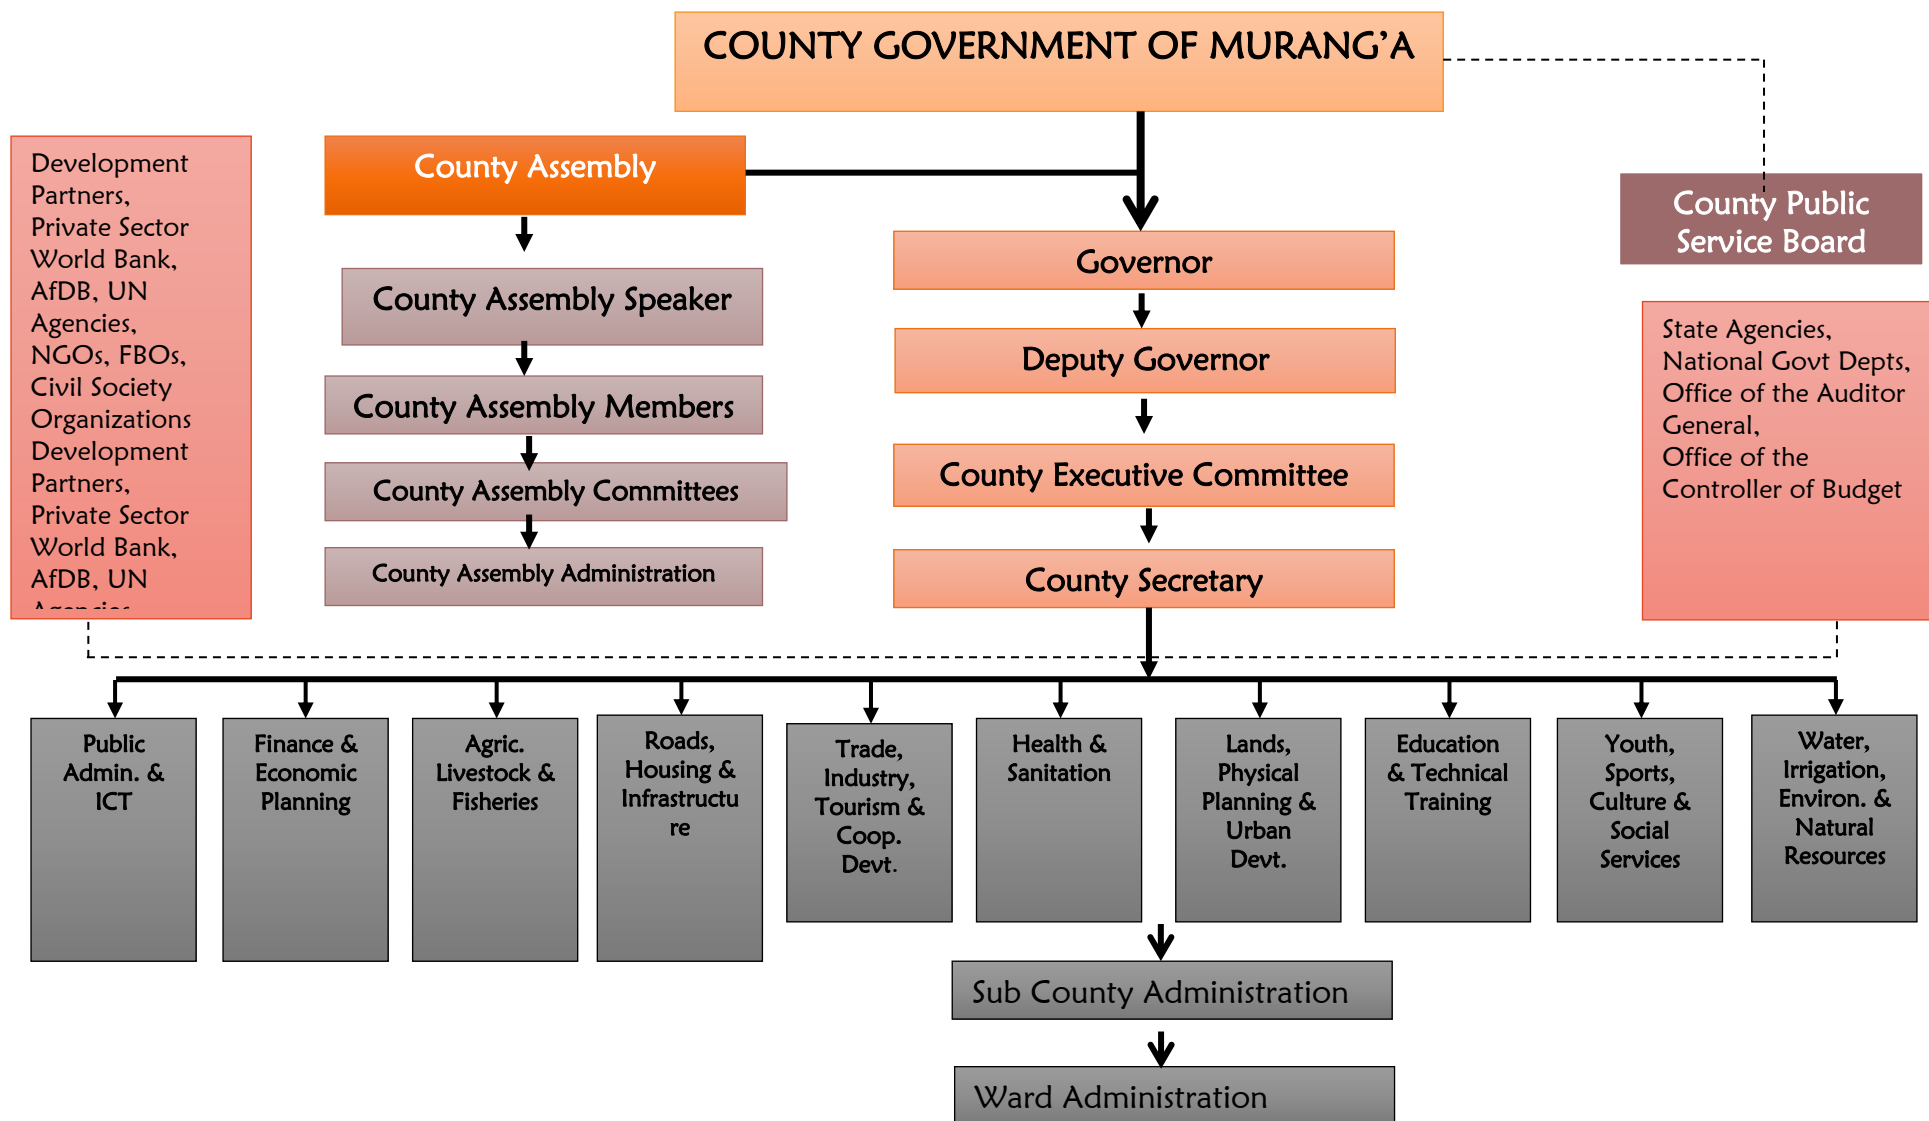 COUNTY GOVERNMENT OF MURANG’A
Development
Partners,
Private Sector
World Bank,
AfDB, UN
Agencies,
NGOs, FBOs,
Civil Society
Organizations
Development
Partners,
Private Sector
World Bank,
AfDB, UN
Agencies
County Assembly
County Assembly Speaker
County Assembly Members
County Assembly Committees
County Assembly Administration
Governor
Deputy Governor
County Executive Committee
County Secretary
County Public
Service Board
State Agencies,
National Govt Depts,
Office of the Auditor
General,
Office of the
Controller of Budget
Public
Admin. &
ICT
Finance &
Economic
Planning
Agric.
Livestock &
Fisheries
Roads,
Housing &
Infrastructu
re
Trade,
Industry,
Tourism &
Coop.
Devt.
Health &
Sanitation
Lands,
Physical
Planning &
Urban
Devt.
Education
& Technical
Training
Youth,
Sports,
Culture &
Social
Services
Water,
Irrigation,
Environ. &
Natural
Resources
Sub County Administration
Ward Administration